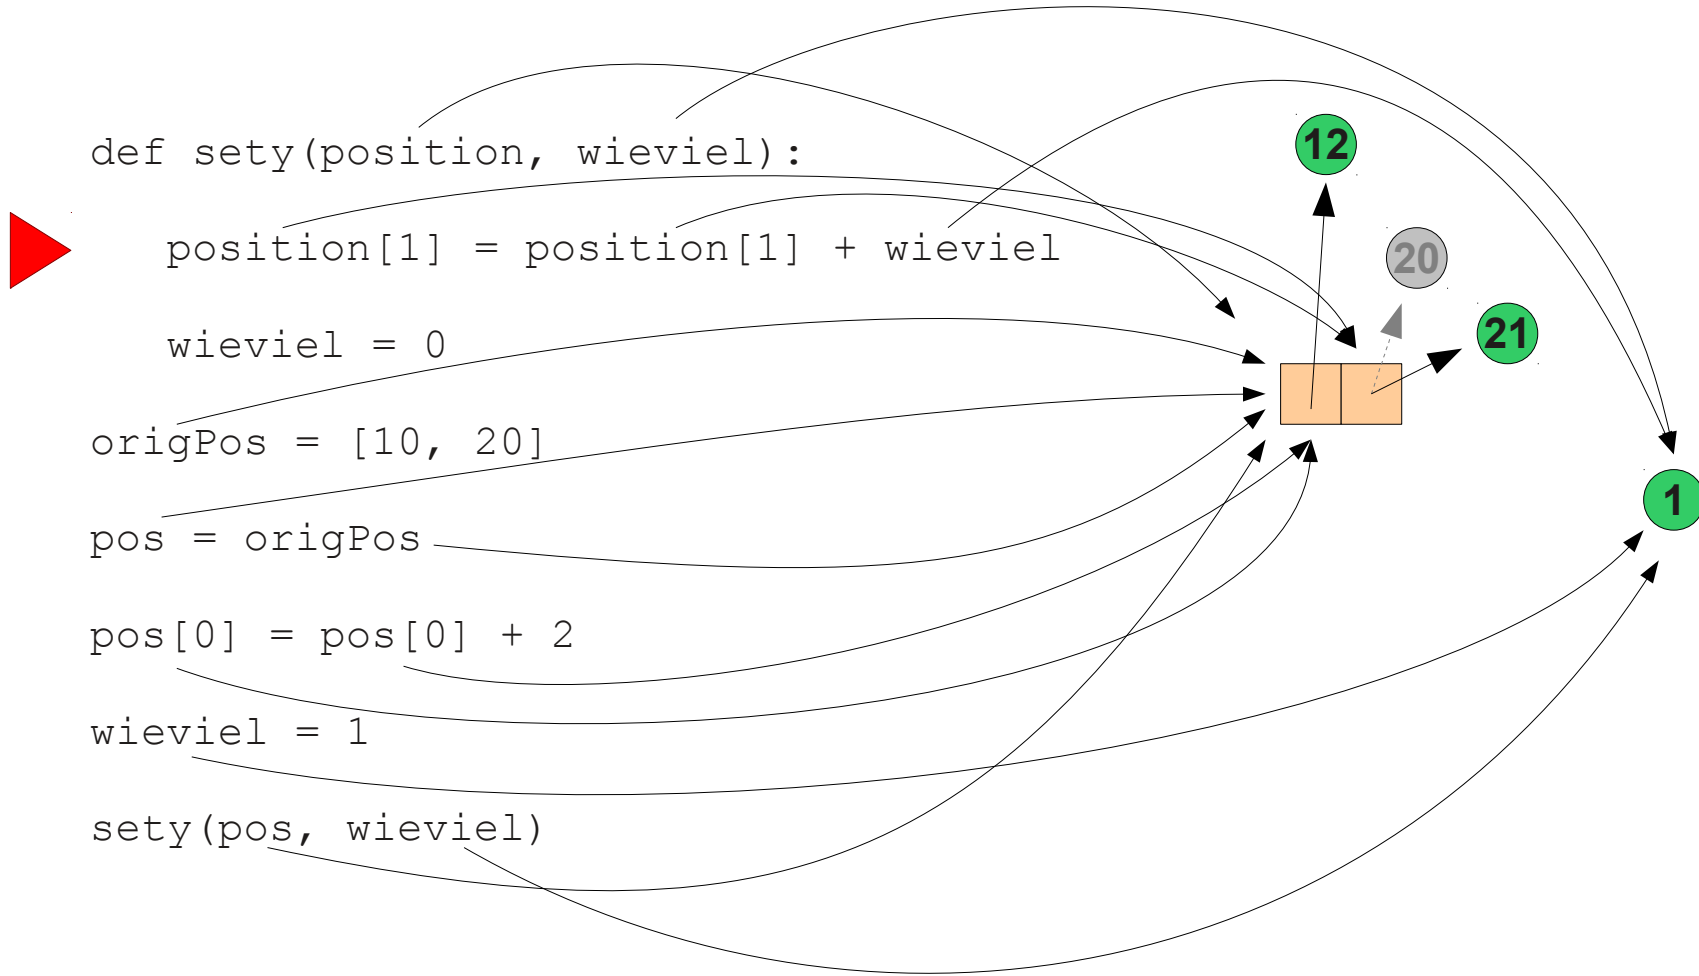 def sety(position, wieviel):
position[1] = position[1] + wieviel
wieviel = 0
origPos = [10, 20]
pos = origPos
pos[0] = pos[0] + 2
wieviel = 1
sety(pos, wieviel)
12
20
21
1